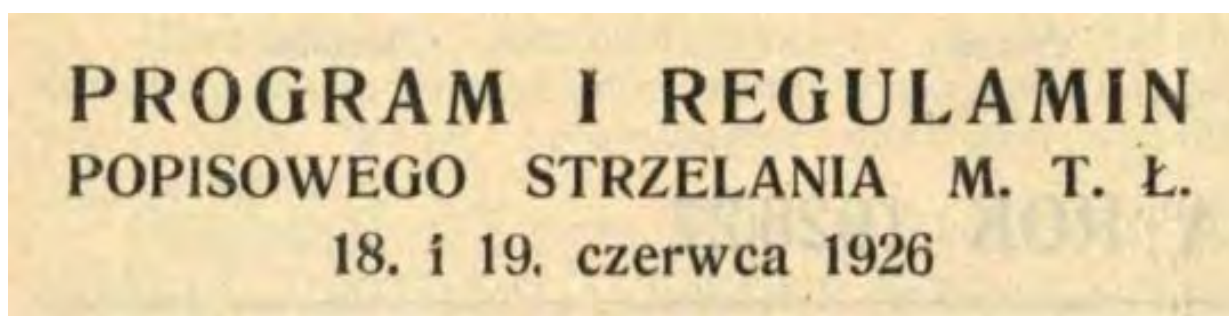 PROGRAM I REGULAMIN
POPISOWEGO STRZELANIA M. T. Ł.
18. i 19. czerwca 1926